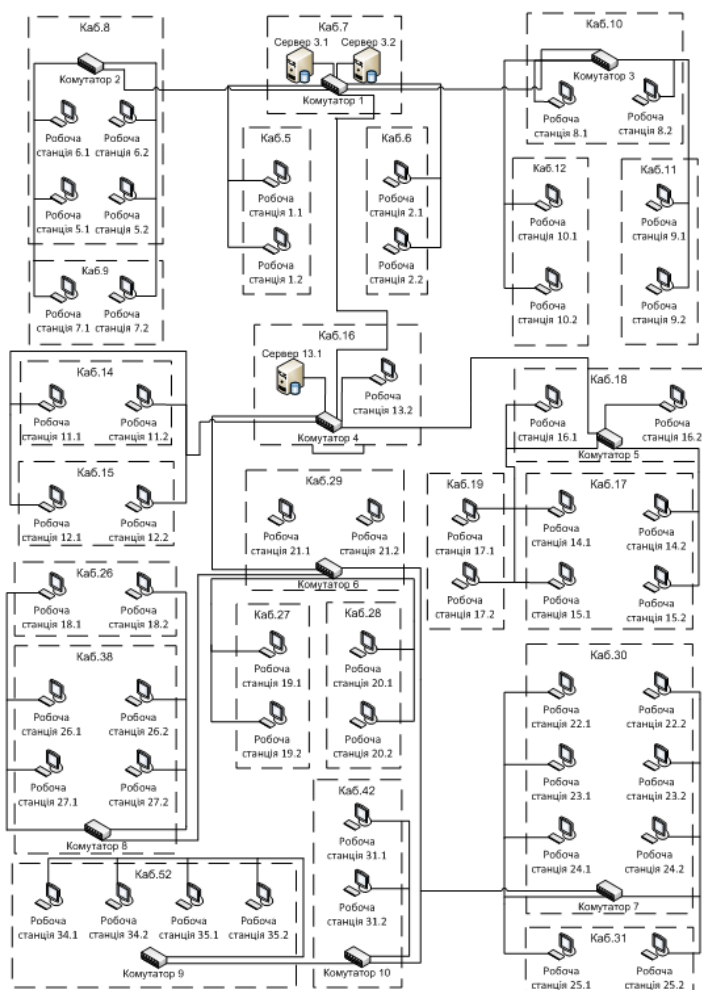 Каб.8
Комутатор 2
Робоча
станція 6.1
Робоча
станція 6.2
Робоча
станція 5.1
Робоча
станція 5.2
Каб.9
Робоча
станція 7.1
Робоча
станція 7.2
Каб.7
Сервер 3.1
Сервер 3.2
Комутатор 1
Каб.5
Робоча
станція 1.1
Робоча
станція 1.2
Каб.6
Робоча
станція 2.1
Робоча
станція 2.2
Каб.10
Комутатор 3
Робоча
станція 8.1
Робоча
станція 8.2
Каб.12
Робоча
станція 10.1
Робоча
станція 10.2
Каб.11
Робоча
станція 9.1
Робоча
станція 9.2
Каб.16
Сервер 13.1
Робоча
станція 13.2
Комутатор 4
Каб.14
Робоча
станція 11.1
Робоча
станція 11.2
Каб.15
Робоча
станція 12.1
Робоча
станція 12.2
Каб.18
Робоча
станція 16.1
Робоча
станція 16.2
Комутатор 5
Каб.19
Робоча
станція 17.1
Робоча
станція 17.2
Каб.17
Робоча
станція 14.1
Робоча
станція 14.2
Робоча
станція 15.1
Робоча
станція 15.2
Каб.29
Робоча
станція 21.1
Робоча
станція 21.2
Комутатор 6
Каб.27
Робоча
станція 19.1
Робоча
станція 19.2
Каб.28
Робоча
станція 20.1
Робоча
станція 20.2
Каб.26
Робоча
станція 18.1
Робоча
станція 18.2
Каб.38
Робоча
станція 26.1
Робоча
станція 26.2
Робоча
станція 27.1
Робоча
станція 27.2
Комутатор 8
Каб.30
Робоча
станція 22.1
Робоча
станція 22.2
Робоча
станція 23.1
Робоча
станція 23.2
Робоча
станція 24.1
Робоча
станція 24.2
Комутатор 7
Каб.31
Робоча
станція 25.1
Робоча
станція 25.2
Каб.42
Робоча
станція 31.1
Робоча
станція 31.2
Комутатор 10
Каб.52
Робоча
станція 34.1
Робоча
станція 34.2
Робоча
станція 35.1
Робоча
станція 35.2
Комутатор 9